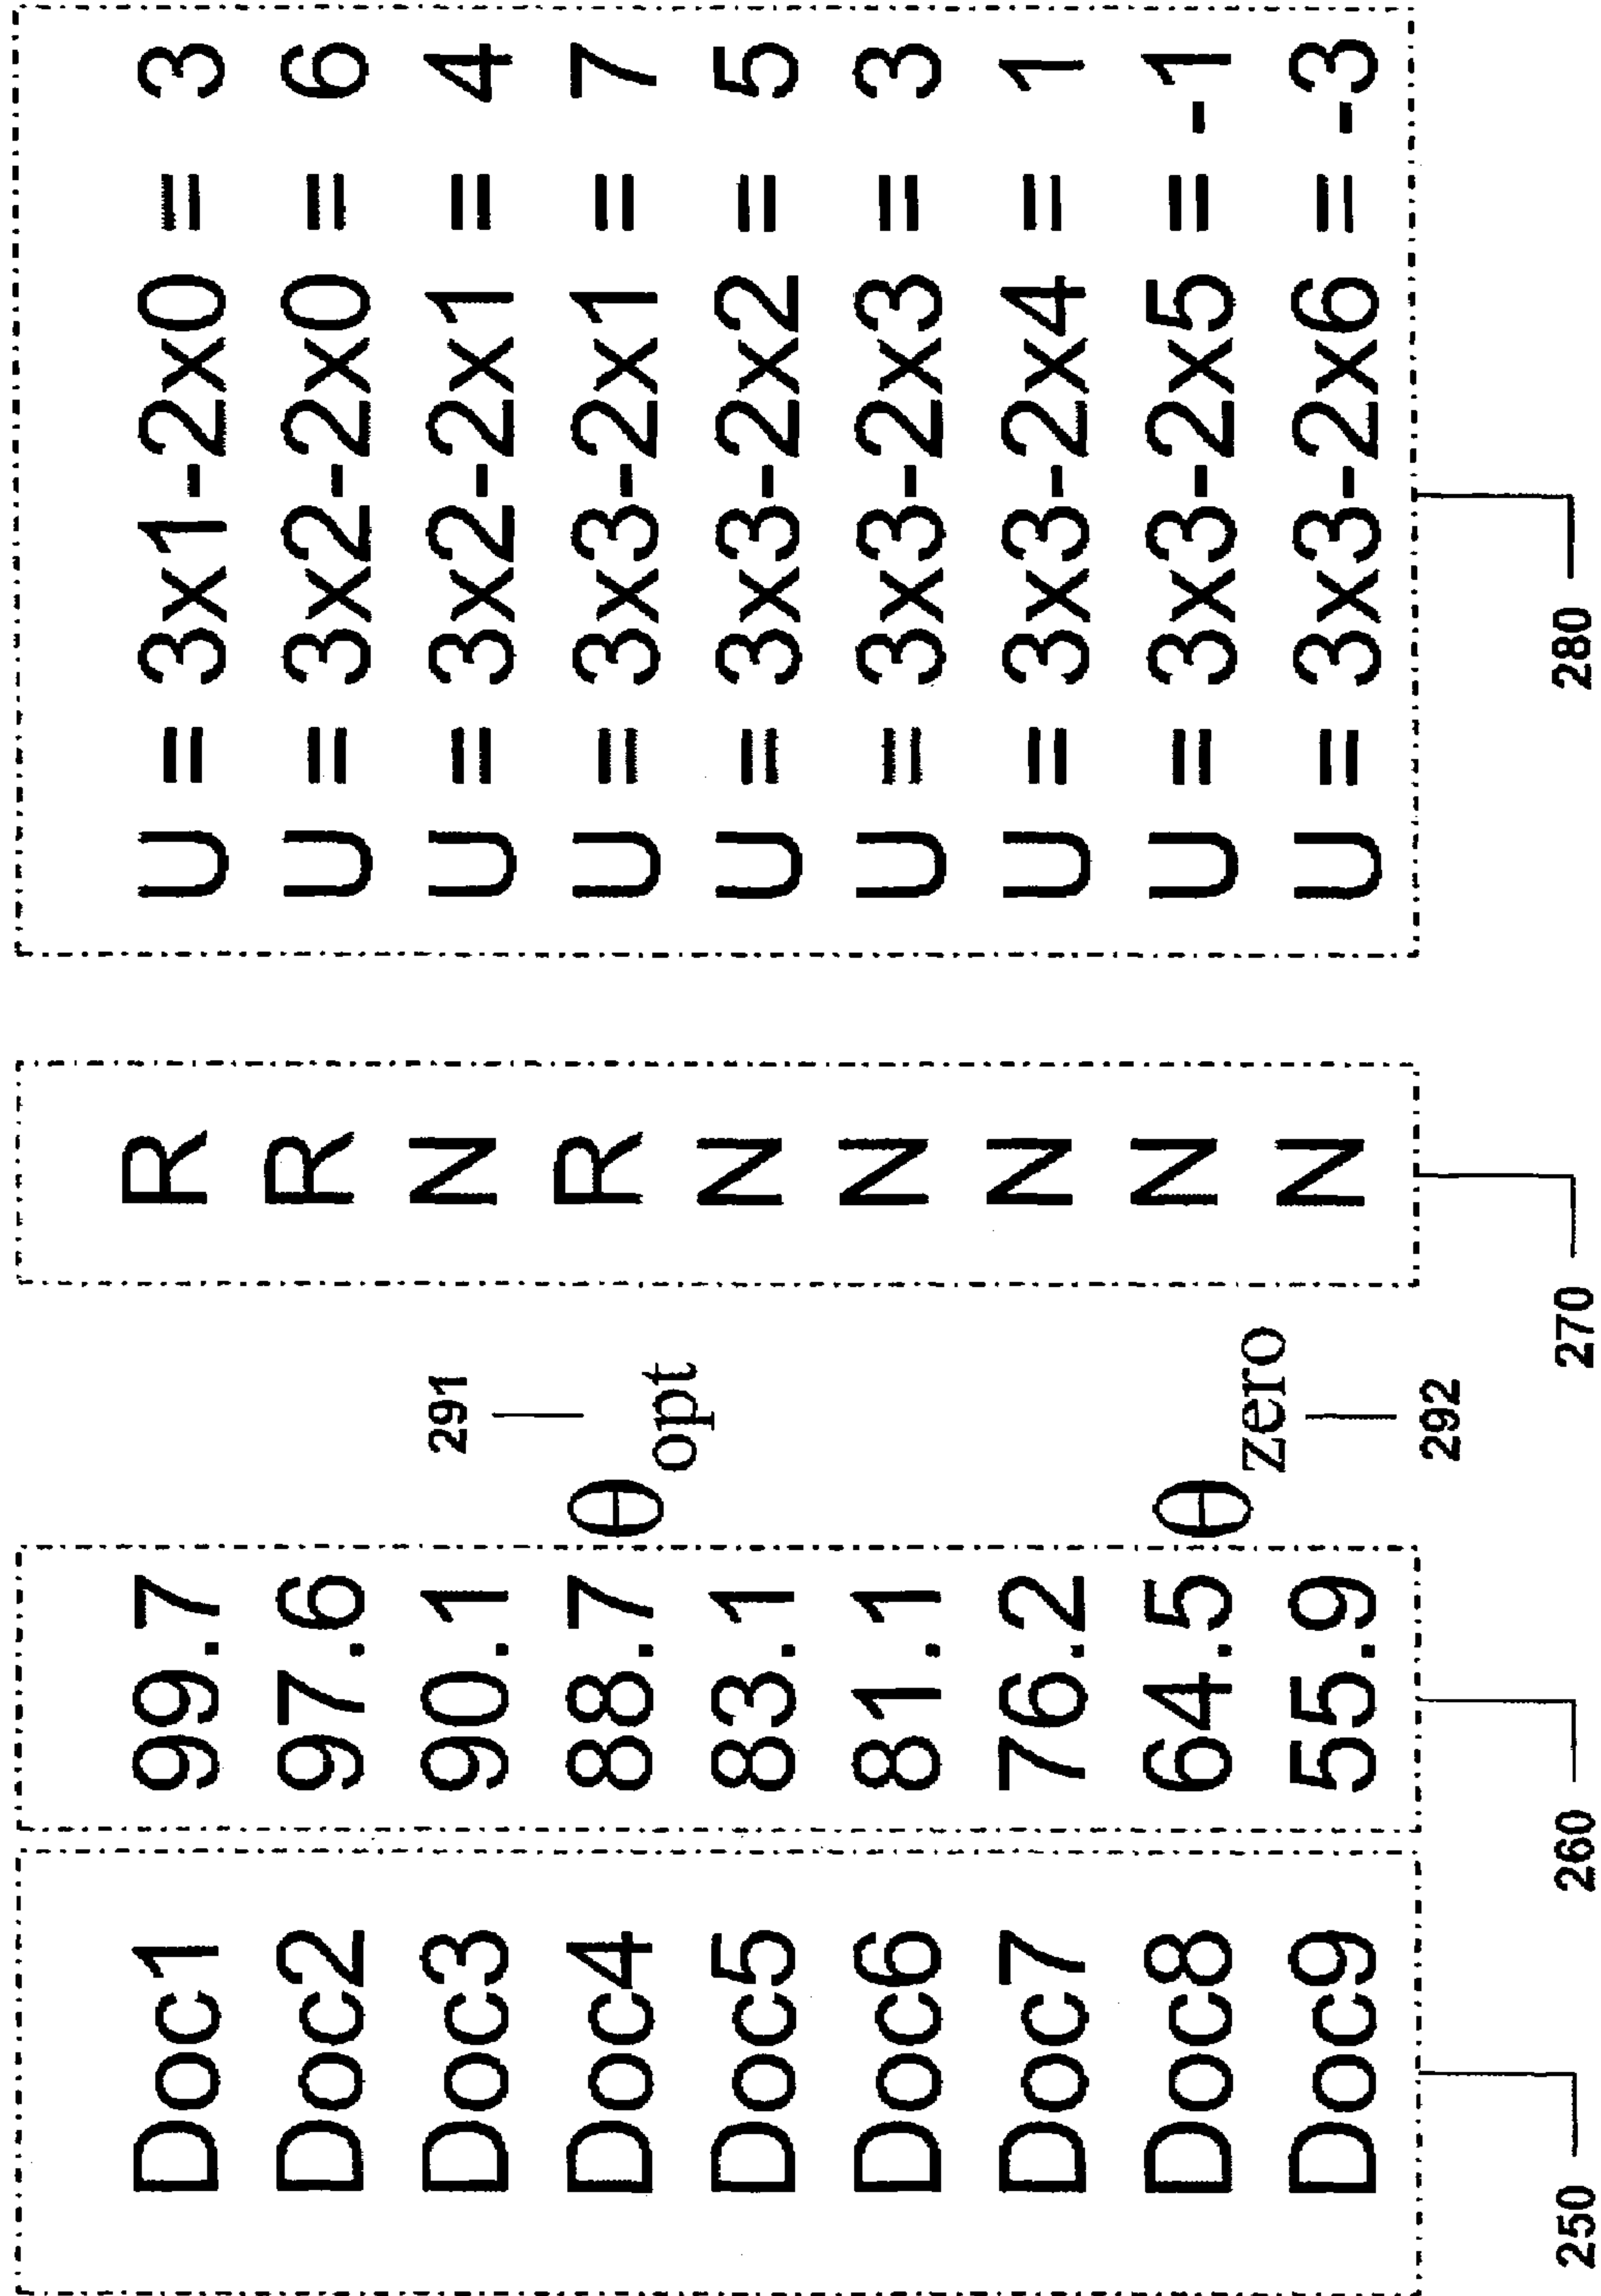 Doc1 99.7 R U = 3x1-2x0 = 3
Doc2 97.6 R U = 3x2-2x0 = 6
Doc3 90.1 N U = 3x2-2x1 = 4
291
Doc4 88.7 θopt R U = 3x3-2x1 = 7
Doc5 83.1 N U = 3x3-2x2 = 5
Doc6 81.1 N U = 3x3-2x3 = 3
Doc7 76.2 N U = 3x3-2x4 = 1
Doc8 64.5 θzero N U = 3x3-2x5 = -1
Doc9 55.9 N U = 3x3-2x6 = -3
292
250 260 270 280